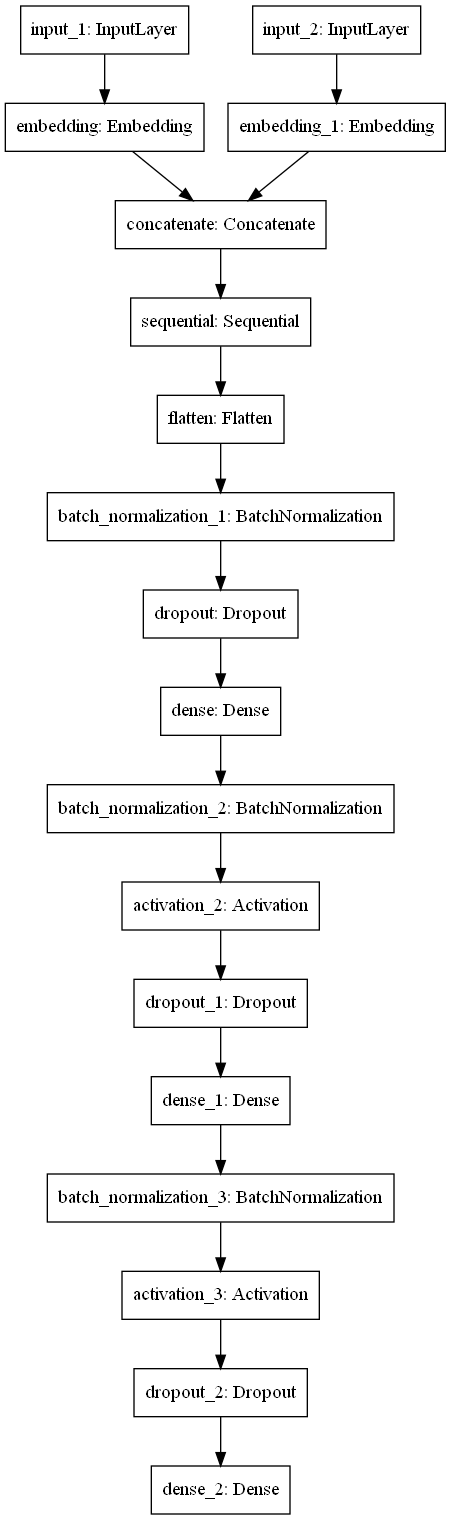 input_1: InputLayer
input_2: InputLayer
embedding: Embedding
embedding_1: Embedding
concatenate: Concatenate
sequential: Sequential
flatten: Flatten
batch_normalization_1: BatchNormalization
dropout: Dropout
dense: Dense
batch_normalization_2: BatchNormalization
activation_2: Activation
dropout_1: Dropout
dense_1: Dense
batch_normalization_3: BatchNormalization
activation_3: Activation
dropout_2: Dropout
dense_2: Dense